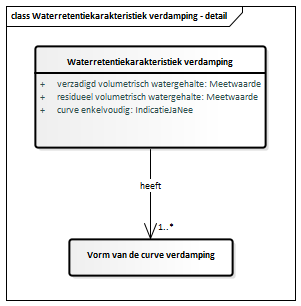 class Waterretentiekarakteristiek verdamping - detail
Waterretentiekarakteristiek verdamping
+ verzadigd volumetrisch watergehalte: Meetwaarde
+ residueel volumetrisch watergehalte: Meetwaarde
+ curve enkelvoudig: IndicatieJaNee
heeft
1..*
Vorm van de curve verdamping